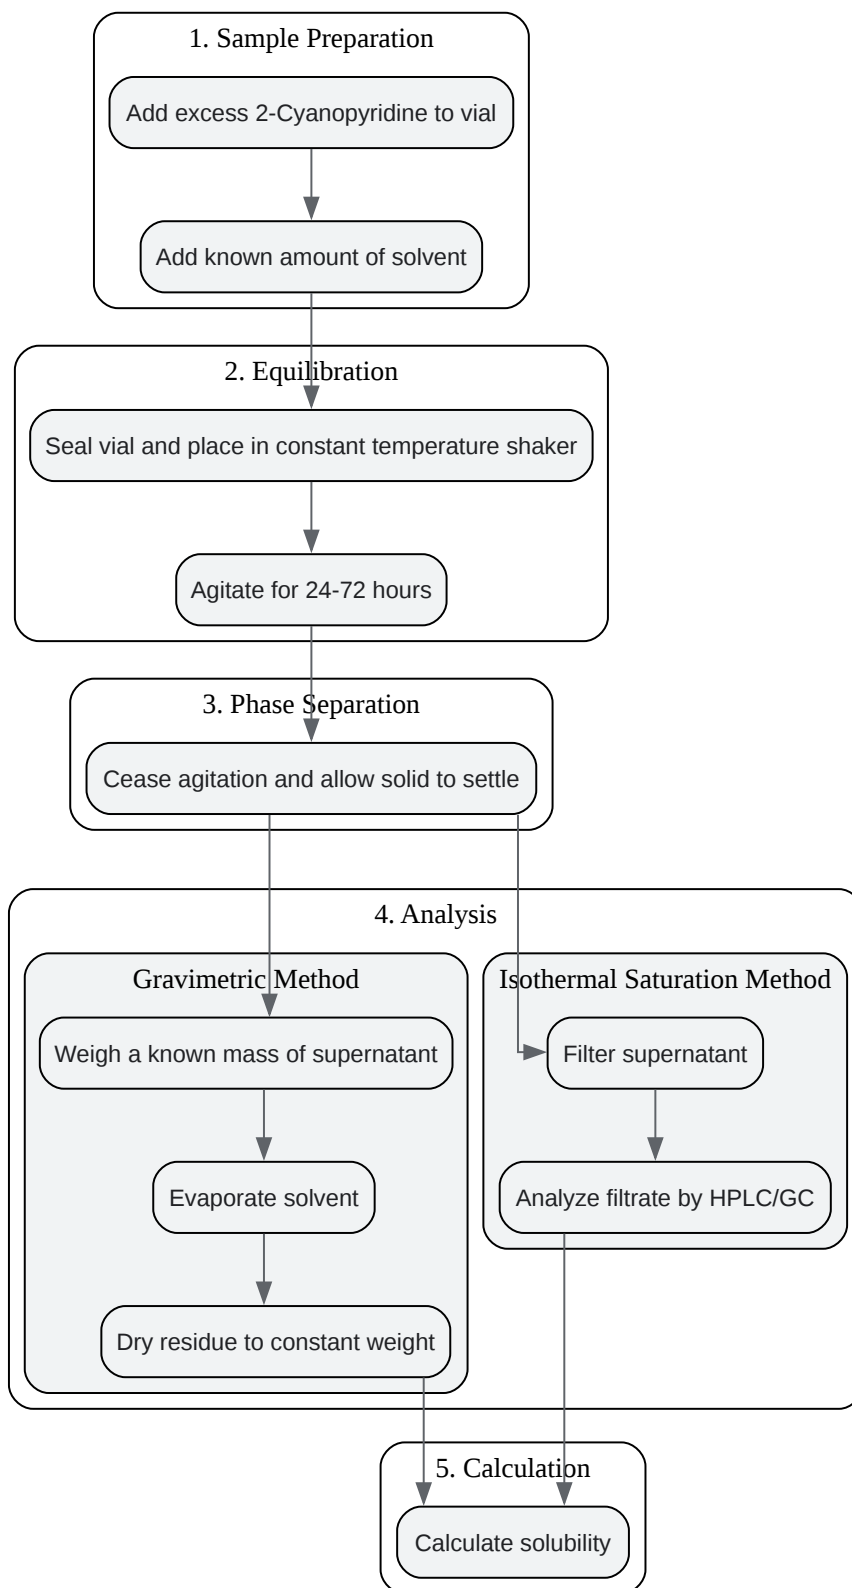 1. Sample Preparation
Add excess 2-Cyanopyridine to vial
Add known amount of solvent
2. Equilibration
Seal vial and place in constant temperature shaker
Agitate for 24-72 hours
3. Phase Separation
Cease agitation and allow solid to settle
4. Analysis
Gravimetric Method
Weigh a known mass of supernatant
Evaporate solvent
Dry residue to constant weight
Isothermal Saturation Method
Filter supernatant
Analyze filtrate by HPLC/GC
5. Calculation
Calculate solubility